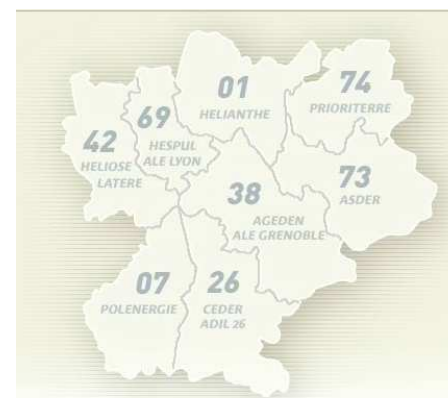 01
HELIANTHE
74
PRIORITERRE
69
HESPUL
ALE LYON
42
HELIOSE
LATERE
73
ASDER
38
AGEDEN
ALE GRENOBLE
07
POLENERGIE
26
CEDER
ADIL 26